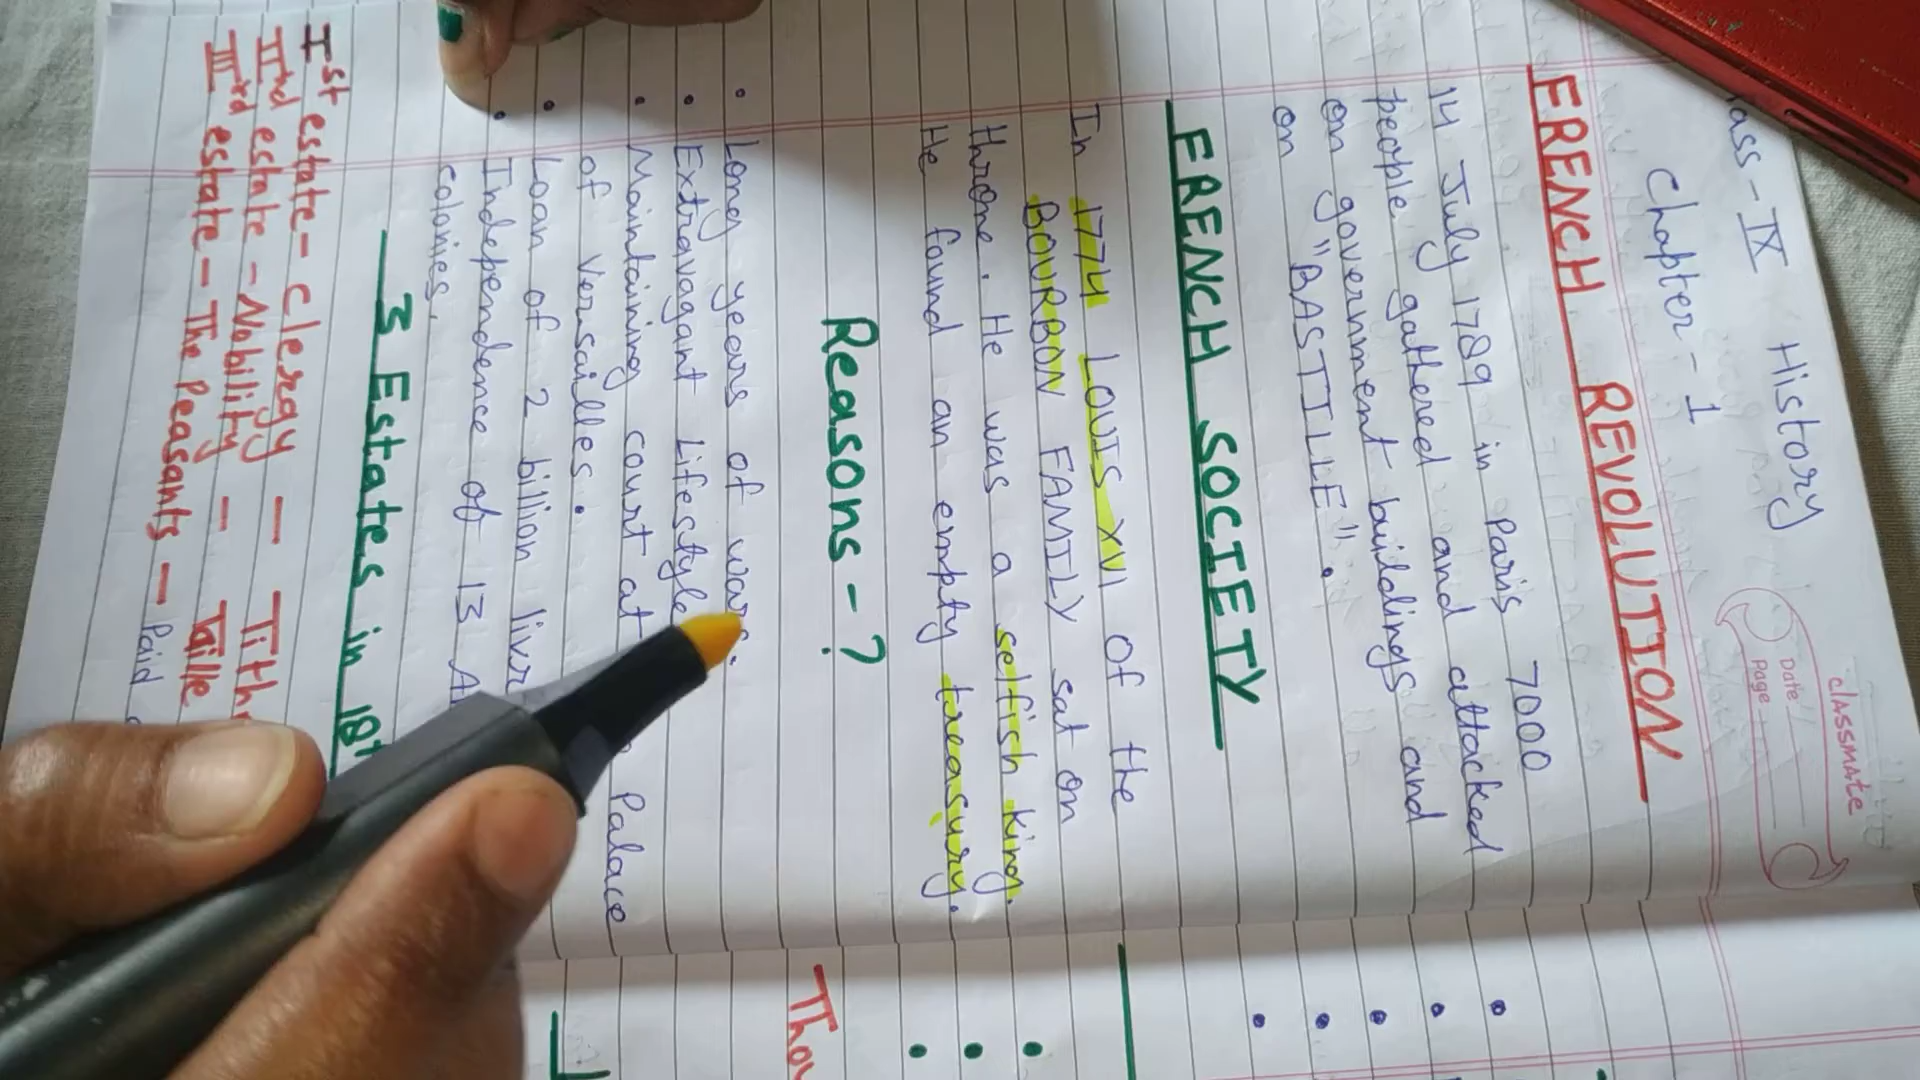 classmate
Date
Page
ass-IX History
Chapter-1
FRENCH REVOLUTION
14 July 1789 in Paris 7000
people gathered and attacked
on government buildings and
on "BASTILLE".
FRENCH SOCIETY
In 1774 LOUIS XVI of the
BOURBON FAMILY sat on
throne. He was a selfish king.
He found an empty treasury.
Reasons-?
• Long years of wars.
• Extravagant Lifestyle
• Maintaining court at Palace
of Versailles.
• Loan of 2 billion livr
• Independence of 13 A
colonies.
3 Estates in 18t
Ist estate- Clergy - Tith
IInd estate -Nobility - Taille
IIIrd estate - The Peasants - Paid
Thou